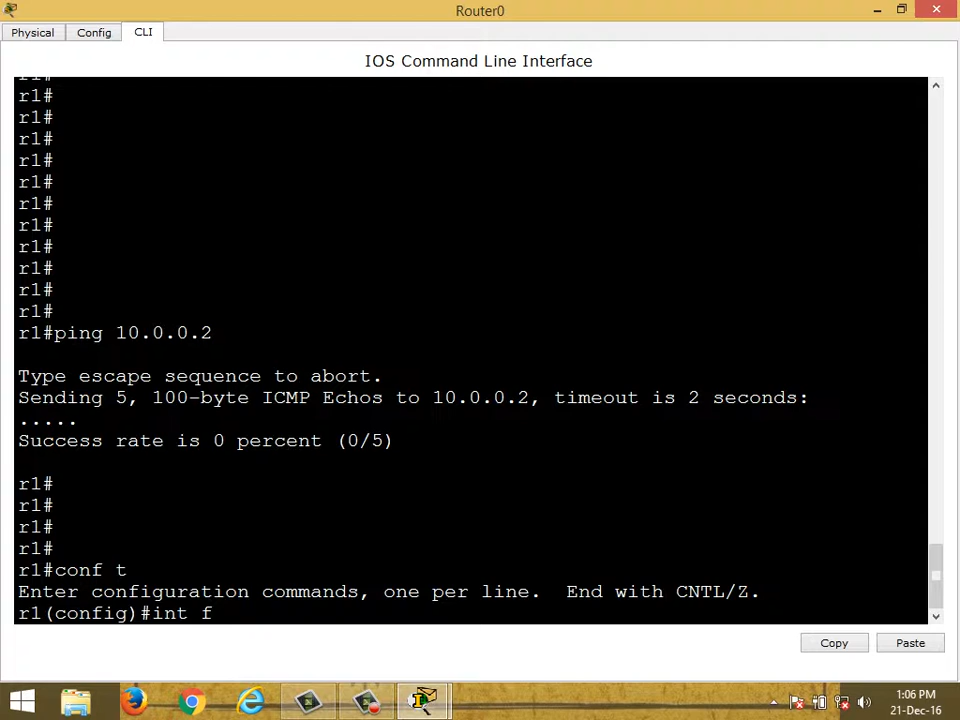 Router0
Physical
Config
CLI
IOS Command Line Interface
r1#
r1#
r1#
r1#
r1#
r1#
r1#
r1#
r1#
r1#
r1#
r1#
r1#ping 10.0.0.2
Type escape sequence to abort.
Sending 5, 100-byte ICMP Echos to 10.0.0.2, timeout is 2 seconds:
.....
Success rate is 0 percent (0/5)
r1#
r1#
r1#
r1#
r1#conf t
Enter configuration commands, one per line.  End with CNTL/Z.
r1(config)#int f
Copy
Paste
1:06 PM
21-Dec-16